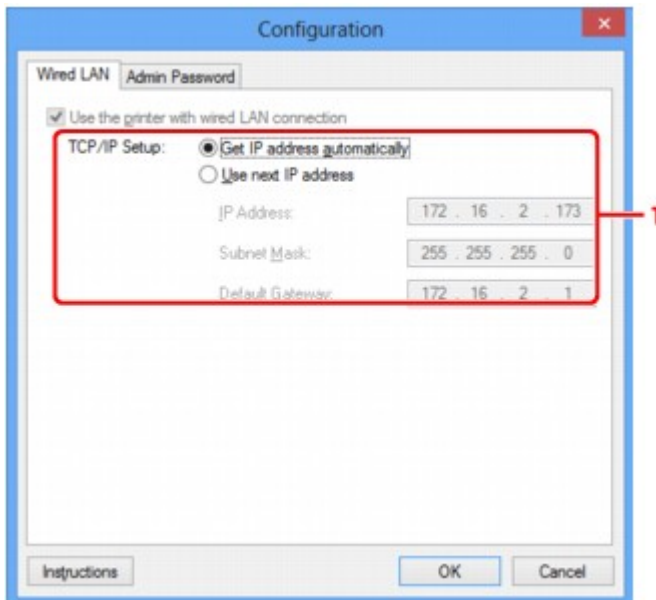 Configuration
Wired LAN Admin Password
Use the printer with wired LAN connection
TCP/IP Setup: Get IP address automatically
Use next IP address
IP Address: 172 . 16 . 2 . 173
Subnet Mask: 255 . 255 . 255 . 0
Default Gateway: 172 . 16 . 2 . 1
1
Instructions OK Cancel